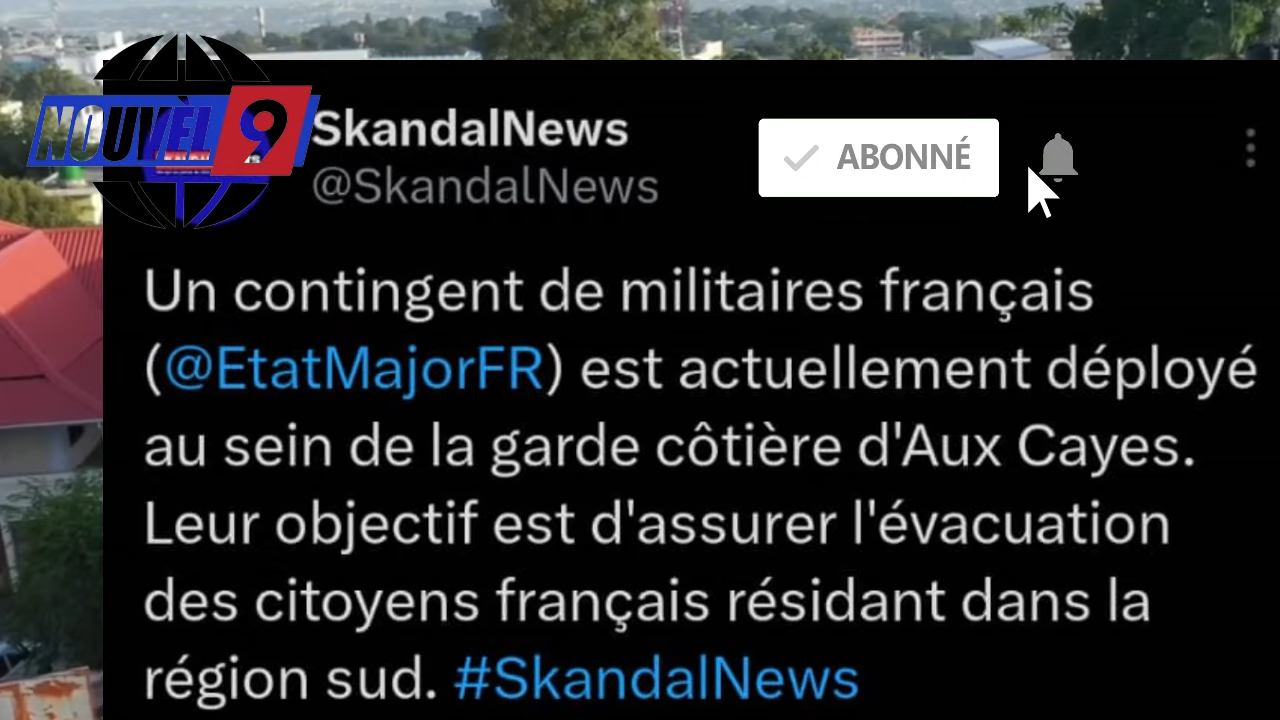 NOUVÈL 9
SkandalNews
@SkandalNews
ABONNÉ
Un contingent de militaires français
(@EtatMajorFR) est actuellement déployé
au sein de la garde côtière d'Aux Cayes.
Leur objectif est d'assurer l'évacuation
des citoyens français résidant dans la
région sud. #SkandalNews